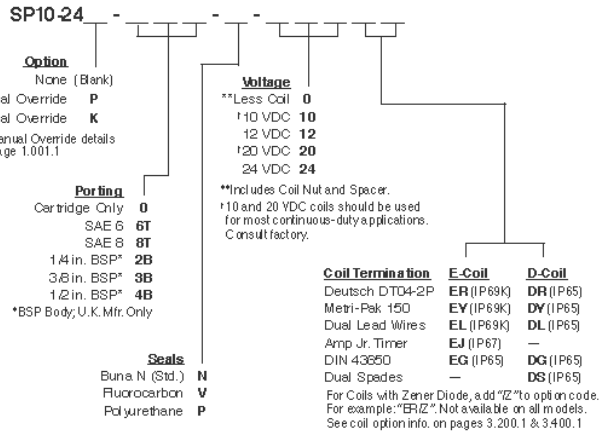 SP10-24__ - ____ - __ - ____ ____
Option
None (Blank)
al Override P
al Override K
anual Override details
age 1.001.1
Porting
Cartridge Only 0
SAE 6 6T
SAE 8 8T
1/4 in. BSP* 2B
3/8 in. BSP* 3B
1/2 in. BSP* 4B
*BSP Body; U.K. Mfr. Only
Seals
Buna N (Std.) N
Fluorocarbon V
Polyurethane P
Voltage
**Less Coil 0
†10 VDC 10
12 VDC 12
†20 VDC 20
24 VDC 24
**Includes Coil Nut and Spacer.
†10 and 20 VDC coils should be used
for most continuous-duty applications.
Consult factory.
Coil Termination E-Coil D-Coil
Deutsch DT04-2P ER (IP69K) DR (IP65)
Metri-Pak 150 EY (IP69K) DY (IP65)
Dual Lead Wires EL (IP69K) DL (IP65)
Amp Jr. Timer EJ (IP67) —
DIN 43650 EG (IP65) DG (IP65)
Dual Spades — DS (IP65)
For Coils with Zener Diode, add "/Z" to option code.
For example: "ER/Z". Not available on all models.
See coil option info. on pages 3.200.1 & 3.400.1